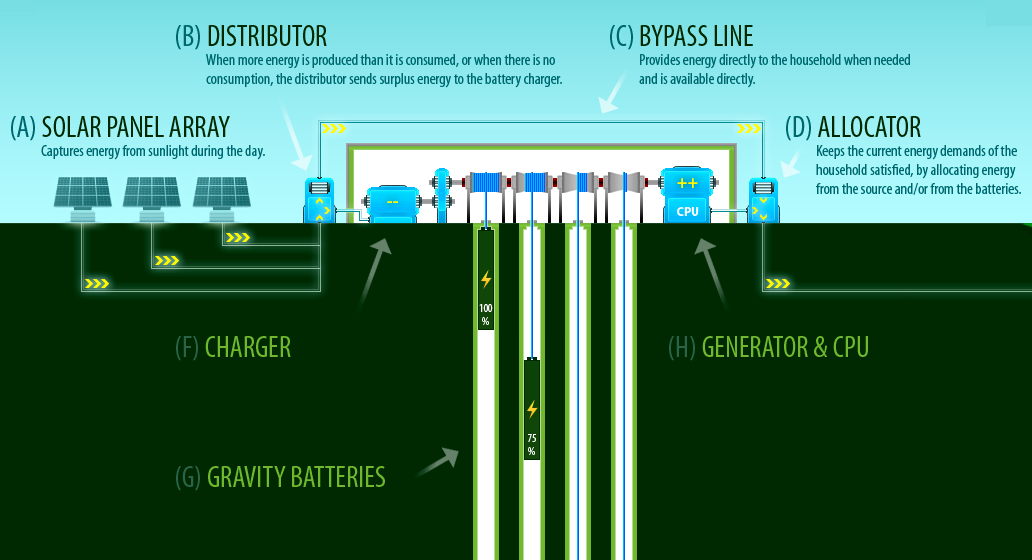 (B) DISTRIBUTOR
When more energy is produced than it is consumed, or when there is no
consumption, the distributor sends surplus energy to the battery charger.
(C) BYPASS LINE
Provides energy directly to the household when needed
and is available directly.
(A) SOLAR PANEL ARRAY
Captures energy from sunlight during the day.
(D) ALLOCATOR
Keeps the current energy demands of the
household satisfied, by allocating energy
from the source and/or from the batteries.
--
++
CPU
100
%
(F) CHARGER
(H) GENERATOR & CPU
75
%
(G) GRAVITY BATTERIES